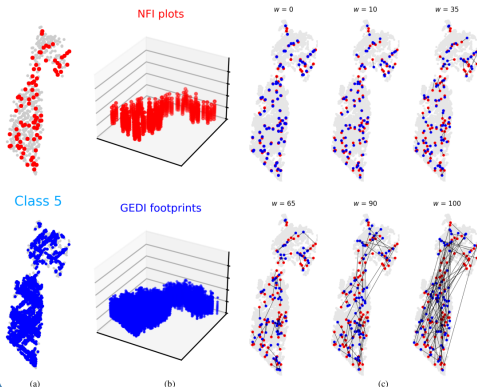 NFI plots
w = 0
w = 10
w = 35
Class 5
GEDI footprints
w = 65
w = 90
w = 100
(a)
(b)
(c)